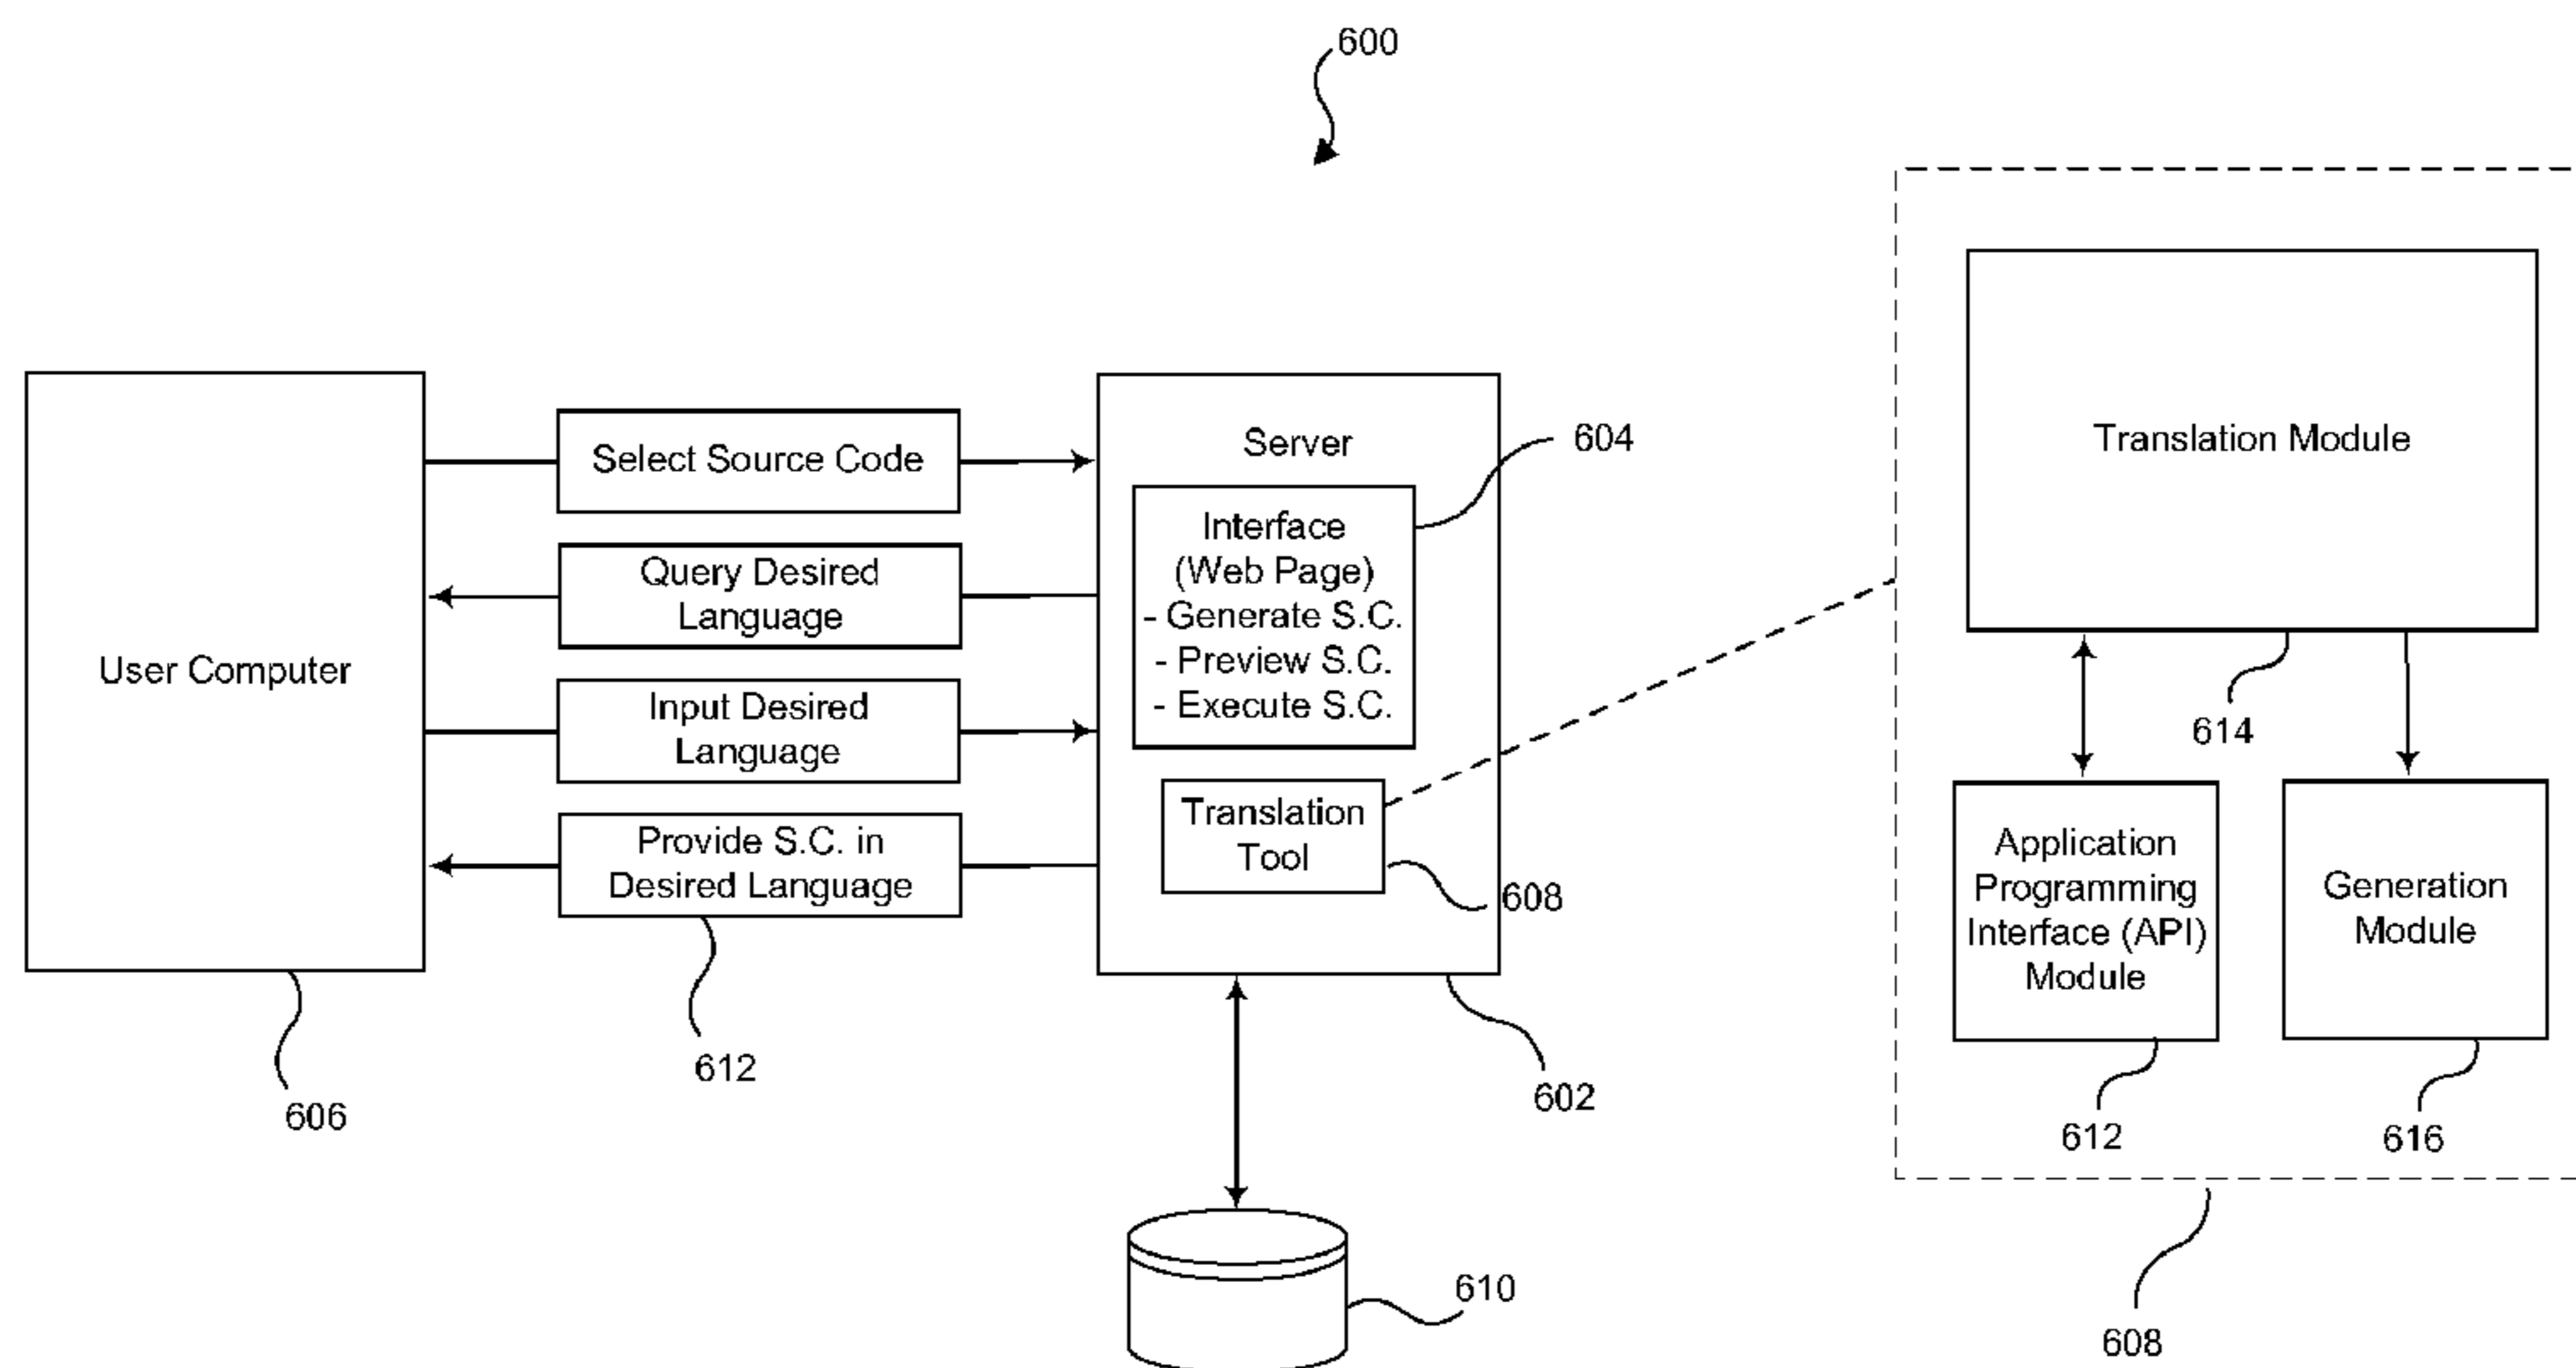 600
User Computer
606
Select Source Code
Query Desired
Language
Input Desired
Language
Provide S.C. in
Desired Language
612
Server
Interface
(Web Page)
- Generate S.C.
- Preview S.C.
- Execute S.C.
604
Translation
Tool
608
602
610
Translation Module
614
Application
Programming
Interface (API)
Module
612
Generation
Module
616
608